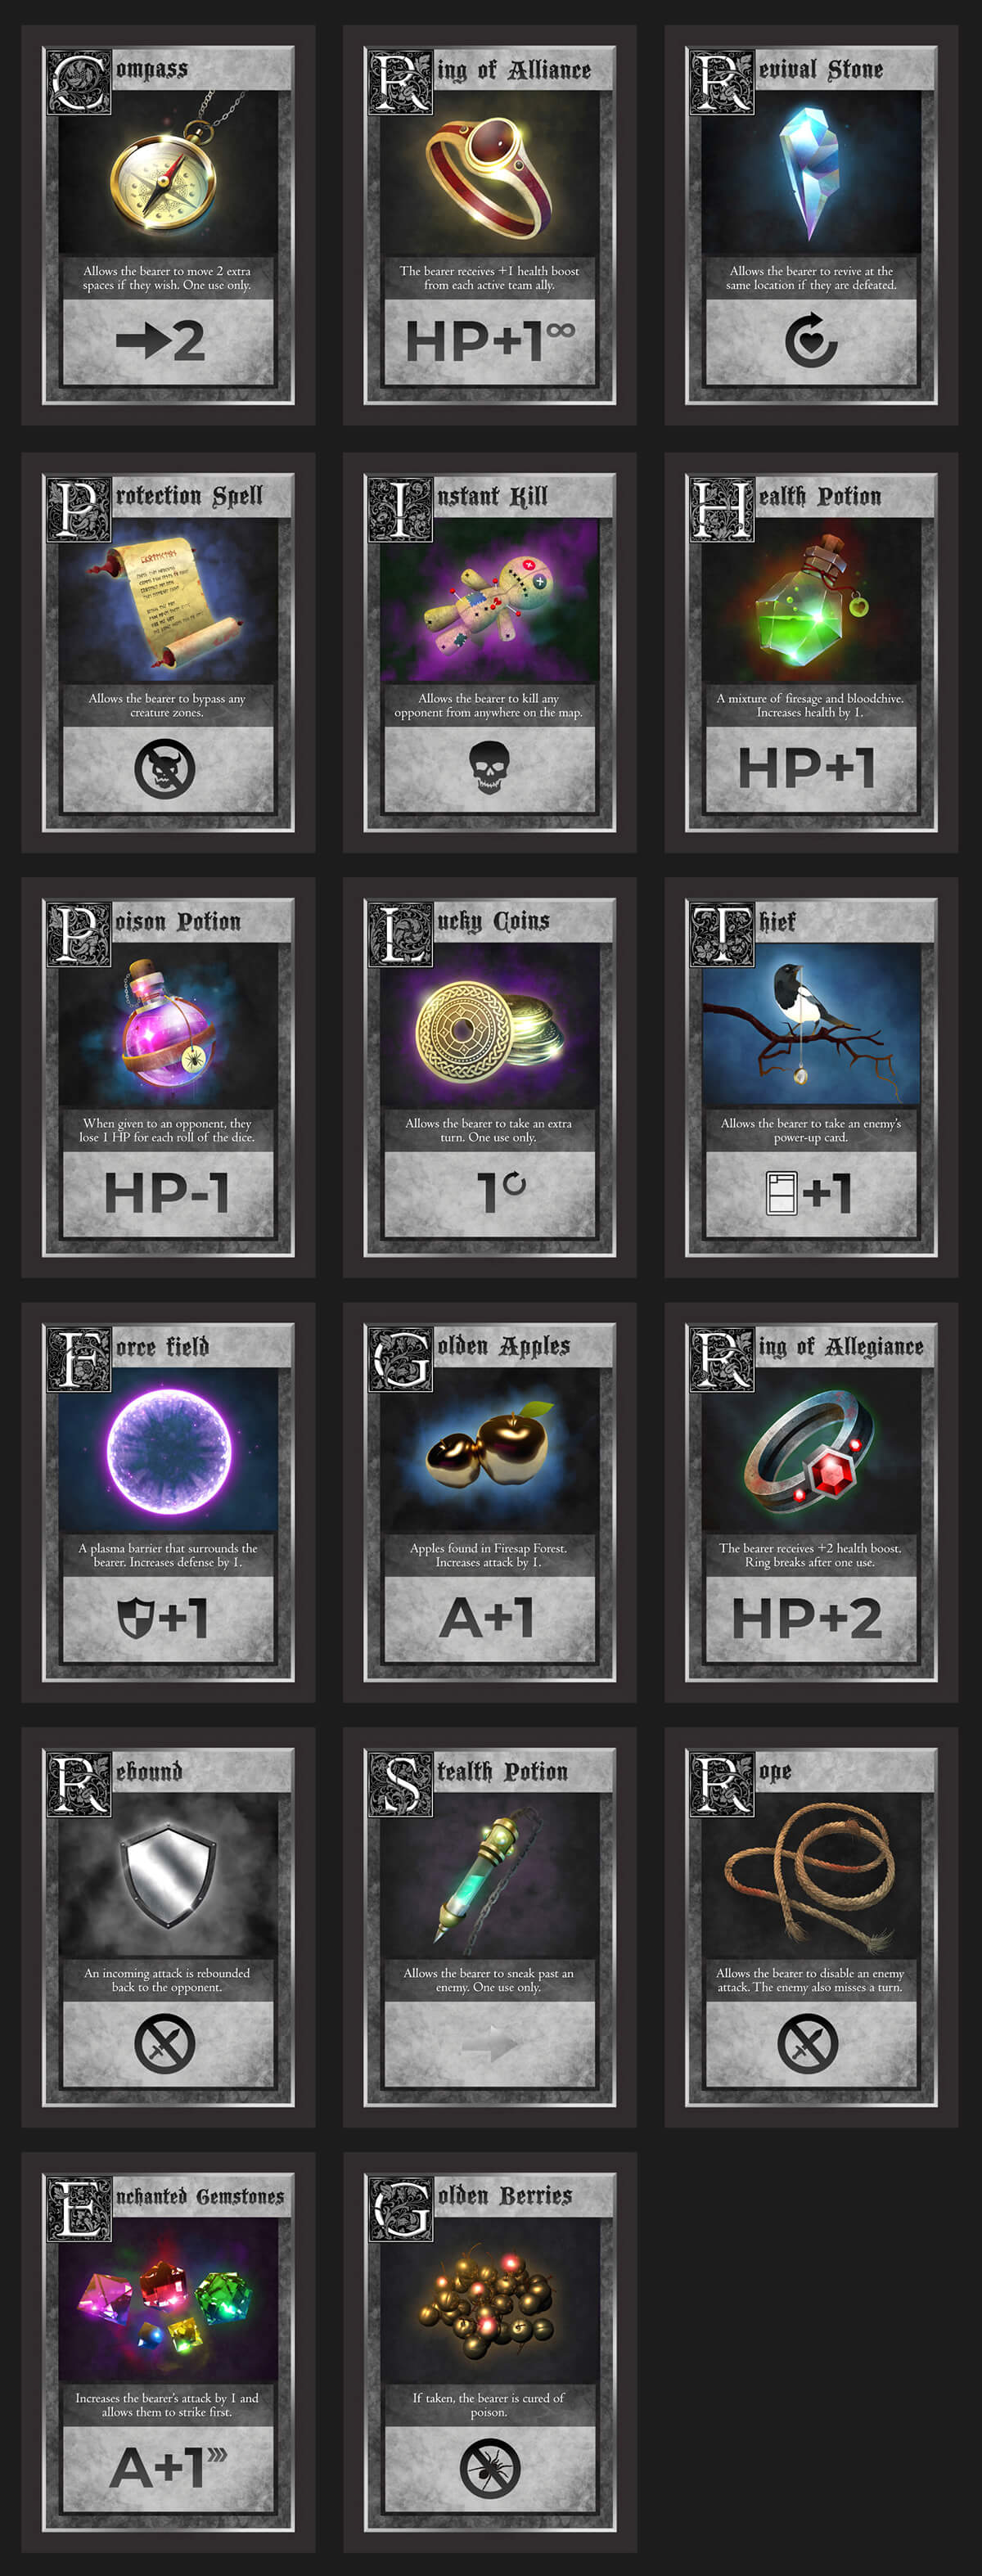 Compass
Allows the bearer to move 2 extra
spaces if they wish. One use only.
2
Ring of Alliance
The bearer receives +1 health boost
from each active team ally.
HP+1∞
Revival Stone
Allows the bearer to revive at the
same location if they are defeated.
Protection Spell
Allows the bearer to bypass any
creature zones.
Instant Kill
Allows the bearer to kill any
opponent from anywhere on the map.
Health Potion
A mixture of firesage and bloodchive.
Increases health by 1.
HP+1
Poison Potion
When given to an opponent, they
lose 1 HP for each roll of the dice.
HP-1
Lucky Coins
Allows the bearer to take an extra
turn. One use only.
1
Thief
Allows the bearer to take an enemy's
power-up card.
+1
Force field
A plasma barrier that surrounds the
bearer. Increases defense by 1.
+1
Golden Apples
Apples found in Firesap Forest.
Increases attack by 1.
A+1
Ring of Allegiance
The bearer receives +2 health boost.
Ring breaks after one use.
HP+2
Rebound
An incoming attack is rebounded
back to the opponent.
Stealth Potion
Allows the bearer to sneak past an
enemy. One use only.
Rope
Allows the bearer to disable an enemy
attack. The enemy also misses a turn.
Enchanted Gemstones
Increases the bearer's attack by 1 and
allows them to strike first.
A+1
Golden Berries
If taken, the bearer is cured of
poison.